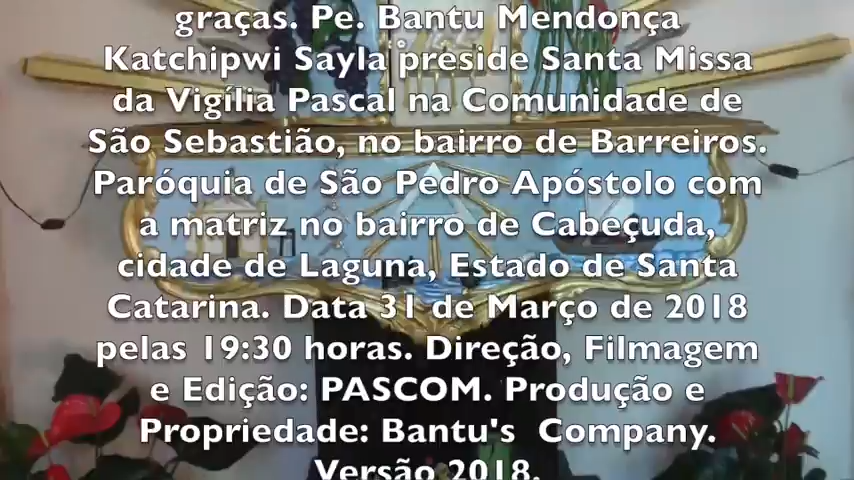 graças. Pe. Bantu Mendonça
Katchipwi Sayla preside Santa Missa
da Vigília Pascal na Comunidade de
São Sebastião, no bairro de Barreiros.
Paróquia de São Pedro Apóstolo com
a matriz no bairro de Cabeçuda,
cidade de Laguna, Estado de Santa
Catarina. Data 31 de Março de 2018
pelas 19:30 horas. Direção, Filmagem
e Edição: PASCOM. Produção e
Propriedade: Bantu's  Company.
Versão 2018.